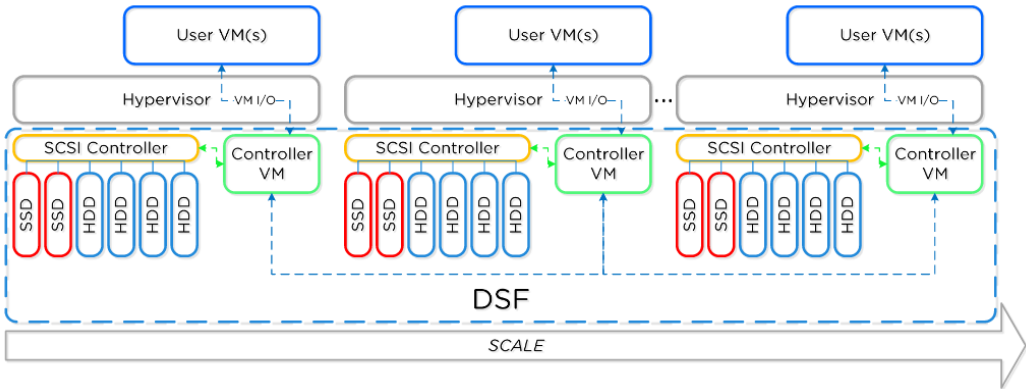 User VM(s)
User VM(s)
User VM(s)
Hypervisor VM I/O
Hypervisor VM I/O
...
Hypervisor VM I/O
SCSI Controller
Controller
VM
SSD
SSD
HDD
HDD
HDD
HDD
SCSI Controller
Controller
VM
SSD
SSD
HDD
HDD
HDD
HDD
SCSI Controller
Controller
VM
SSD
SSD
HDD
HDD
HDD
HDD
DSF
SCALE